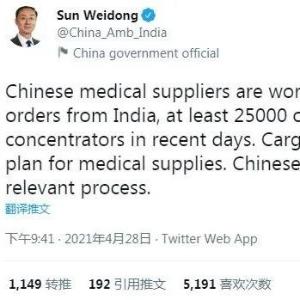 Sun Weidong
@China_Amb_India
China government official
Chinese medical suppliers are wor
orders from India, at least 25000 o
concentrators in recent days. Carg
plan for medical supplies. Chinese
relevant process.
翻译推文
下午9:41 · 2021年4月28日 · Twitter Web App
1,149 转推 192 引用推文 5,191 喜欢次数